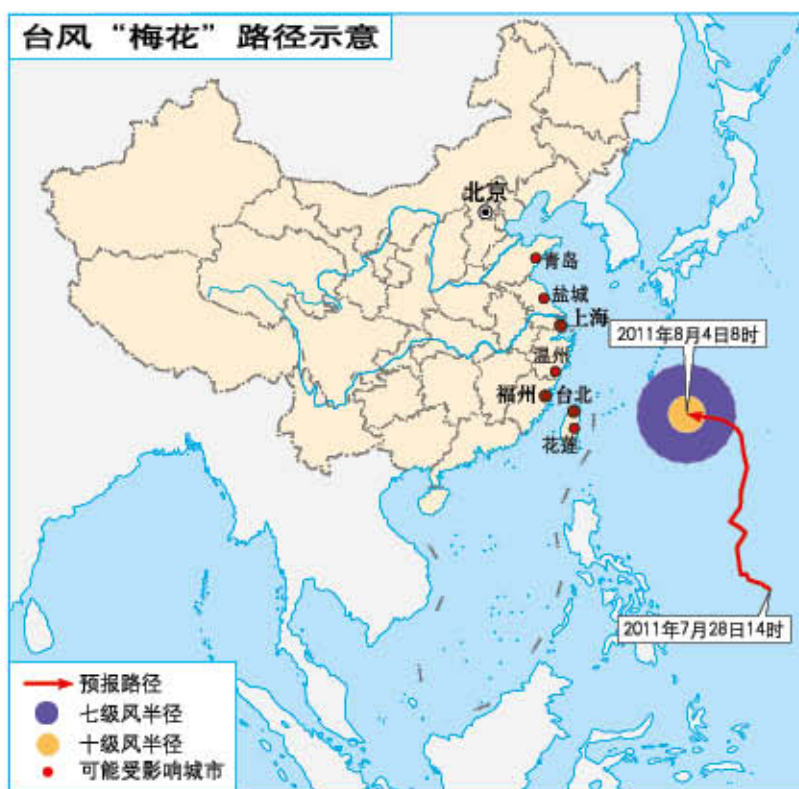 台风“梅花”路径示意
北京
青岛
盐城
上海
2011年8月4日8时
温州
福州
台北
花莲
2011年7月28日14时
预报路径
七级风半径
十级风半径
可能受影响城市